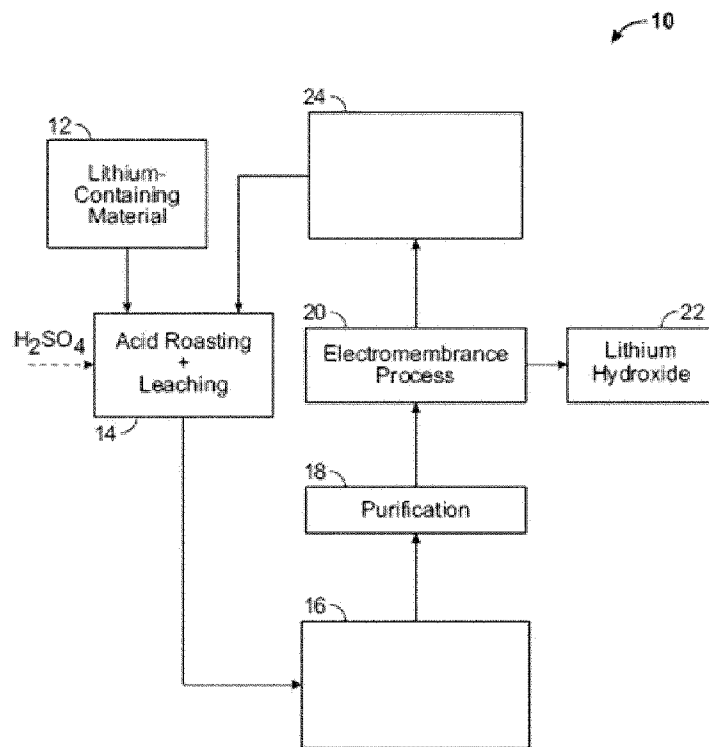 10
24
12
Lithium-
Containing
Material
H2SO4
Acid Roasting
+
Leaching
14
20
Electromembrance
Process
22
Lithium
Hydroxide
18
Purification
16